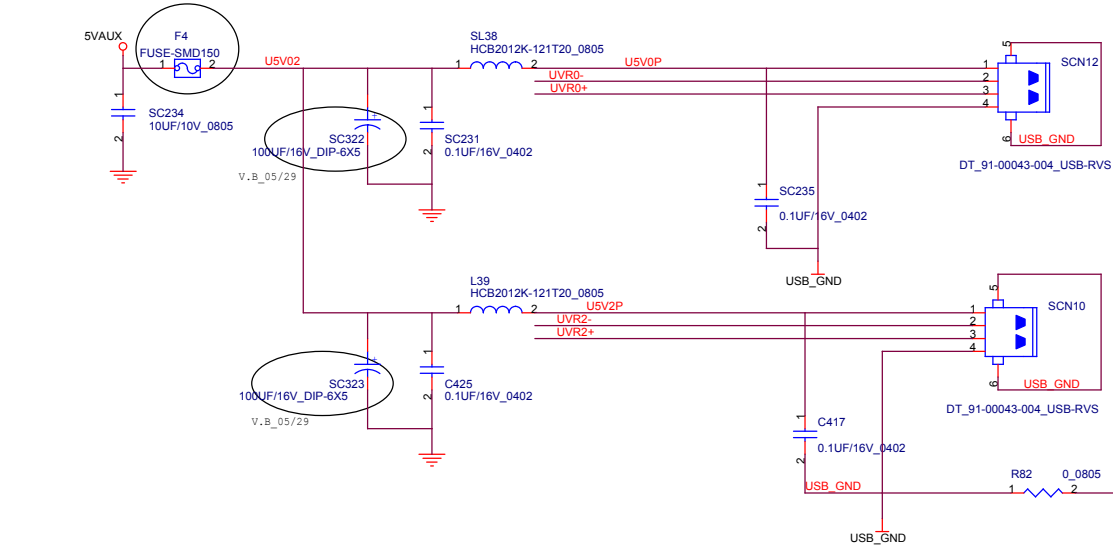 5VAUX
F4
FUSE-SMD150
1
2
U5V02
SC234
10UF/10V_0805
1
2
SC322
100UF/16V_DIP-6X5
+
V.B_05/29
SC231
0.1UF/16V_0402
1
2
SL38
HCB2012K-121T20_0805
1
2
U5V0P
UVR0-
UVR0+
1
2
3
4
5
6
SCN12
USB_GND
DT_91-00043-004_USB-RVS
SC235
0.1UF/16V_0402
1
2
USB_GND
L39
HCB2012K-121T20_0805
1
2
U5V2P
UVR2-
UVR2+
1
2
3
4
5
6
SCN10
USB_GND
DT_91-00043-004_USB-RVS
SC323
100UF/16V_DIP-6X5
+
V.B_05/29
C425
0.1UF/16V_0402
1
2
C417
0.1UF/16V_0402
1
2
USB_GND
R82
0_0805
1
2
USB_GND